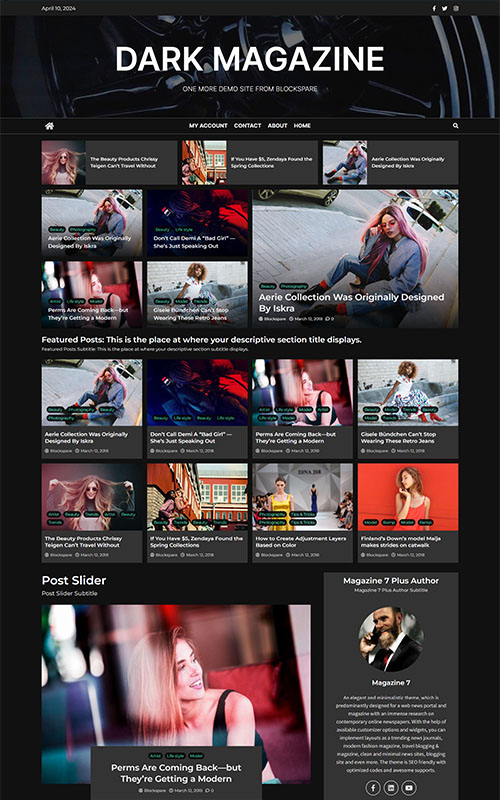 April 10, 2024
DARK MAGAZINE
ONE MORE DEMO SITE FROM BLOCKSPARE
MY ACCOUNT CONTACT ABOUT HOME
The Beauty Products Chrissy
Teigen Can't Travel Without
If You Have $5, Zendaya Found the
Spring Collections
Aerie Collection Was Originally
Designed By Iskra
Beauty Photography
Aerie Collection Was Originally
Designed By Iskra
Beauty Life style
Don't Call Demi A "Bad Girl" —
She's Just Speaking Out
Artist Life style Model
Perms Are Coming Back—but
They're Getting a Modern
Beauty Model Trends
Gisele Bündchen Can't Stop
Wearing These Retro Jeans
Beauty Photography
Aerie Collection Was Originally Designed
By Iskra
Blockspare March 12, 2018 0
Featured Posts: This is the place at where your descriptive section title displays.
Featured Posts Subtitle: This is the place at where your descriptive section subtitle displays.
Beauty Photography Beauty
Photography
Aerie Collection Was Originally
Designed By Iskra
Blockspare March 12, 2018
Beauty Life style Beauty Life style
Don't Call Demi A "Bad Girl" —
She's Just Speaking Out
Blockspare March 12, 2018
Artist Life style Model Artist
Life style Model
Perms Are Coming Back—but
They're Getting a Modern
Blockspare March 12, 2018
Beauty Model Trends Beauty
Model Trends
Gisele Bündchen Can't Stop
Wearing These Retro Jeans
Blockspare March 12, 2018
Artist Beauty Trends Artist Beauty
Trends
The Beauty Products Chrissy
Teigen Can't Travel Without
Blockspare March 12, 2018
Beauty Trends Beauty Trends
If You Have $5, Zendaya Found the
Spring Collections
Blockspare March 12, 2018
Photography Tips & Tricks
Photography Tips & Tricks
How to Create Adjustment Layers
Based on Color
Blockspare March 12, 2018
Model Ramp Model Ramp
Finland's Down's model Maija
makes strides on catwalk
Blockspare March 12, 2018
Post Slider
Post Slider Subtitle
Artist Life style Model
Perms Are Coming Back—but
They're Getting a Modern
Blockspare March 12, 2018 0
Magazine 7 Plus Author
Magazine 7 Plus Author Subtitle
Magazine 7
An elegant and minimalistic theme, which is
predominantly designed for a web news portal and
magazine with an immense research on
contemporary online newspapers. With the help of
available customizer options and widgets, you can
implement layouts as a trending news journals,
modern fashion magazine, travel blogging &
magazine, clean and minimal news sites, blogging
site and even more. The theme is SEO friendly with
optimized codes and awesome supports.